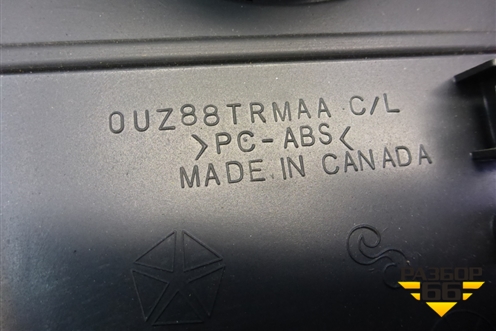 0UZ88TRMAA C/L
>PC-ABS<
MADE IN CANADA
РАЗБОР
66